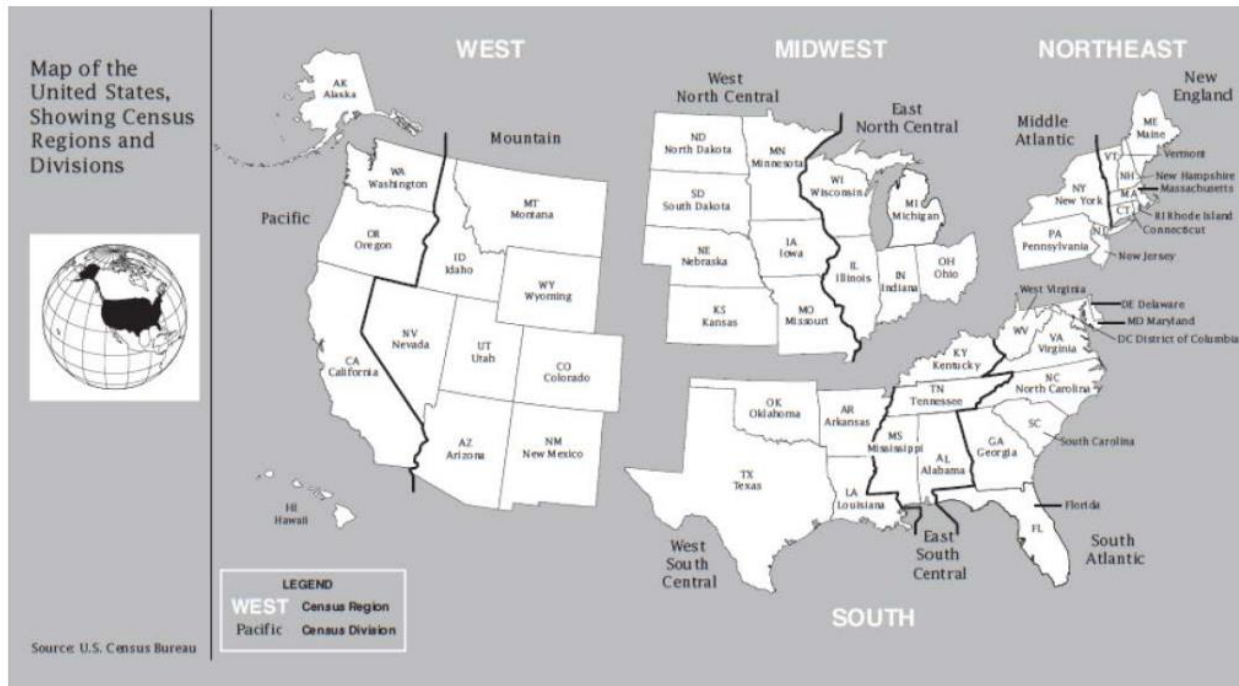 Map of the
United States,
Showing Census
Regions and
Divisions
Source: U.S. Census Bureau
WEST
MIDWEST
NORTHEAST
AK
Alaska
Pacific
Mountain
WA
Washington
OR
Oregon
CA
California
HI
Hawaii
MT
Montana
ID
Idaho
WY
Wyoming
NV
Nevada
UT
Utah
CO
Colorado
AZ
Arizona
NM
New Mexico
West
North Central
ND
North Dakota
MN
Minnesota
SD
South Dakota
NE
Nebraska
IA
Iowa
KS
Kansas
MO
Missouri
East
North Central
WI
Wisconsin
MI
Michigan
IL
Illinois
IN
Indiana
OH
Ohio
New
England
Middle
Atlantic
ME
Maine
VT
Vermont
NH
New Hampshire
MA
Massachusetts
RI Rhode Island
CT
Connecticut
NY
New York
PA
Pennsylvania
NJ
New Jersey
West Virginia
WV
DE Delaware
MD Maryland
DC District of Columbia
VA
Virginia
KY
Kentucky
NC
North Carolina
TN
Tennessee
SC
South Carolina
OK
Oklahoma
AR
Arkansas
MS
Mississippi
AL
Alabama
GA
Georgia
TX
Texas
LA
Louisiana
Florida
FL
West
South
Central
East
South
Central
South
Atlantic
SOUTH
LEGEND
WEST Census Region
Pacific Census Division